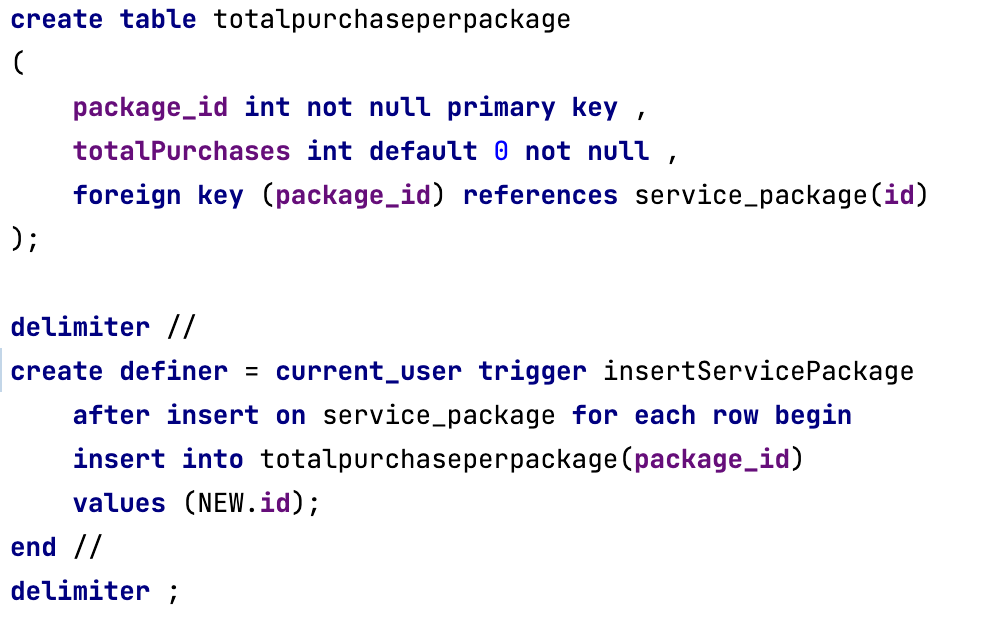 create table totalpurchaseperpackage
(
    package_id int not null primary key ,
    totalPurchases int default 0 not null ,
    foreign key (package_id) references service_package(id)
);

delimiter //
create definer = current_user trigger insertServicePackage
    after insert on service_package for each row begin
    insert into totalpurchaseperpackage(package_id)
    values (NEW.id);
end //
delimiter ;